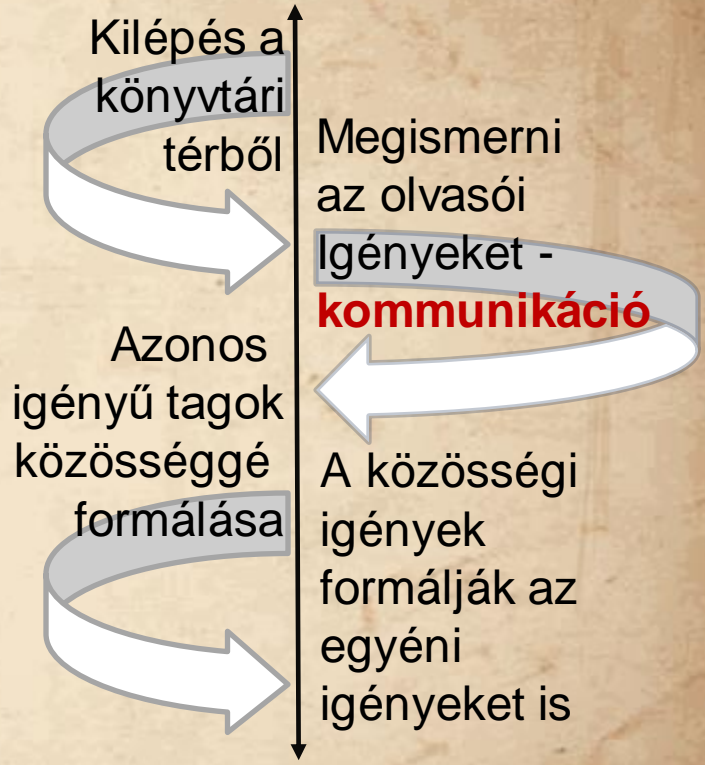 Kilépés a
könyvtári
térből
Megismerni
az olvasói
Igényeket -
kommunikáció
Azonos
igényű tagok
közösséggé
formálása
A közösségi
igények
formálják az
egyéni
igényeket is